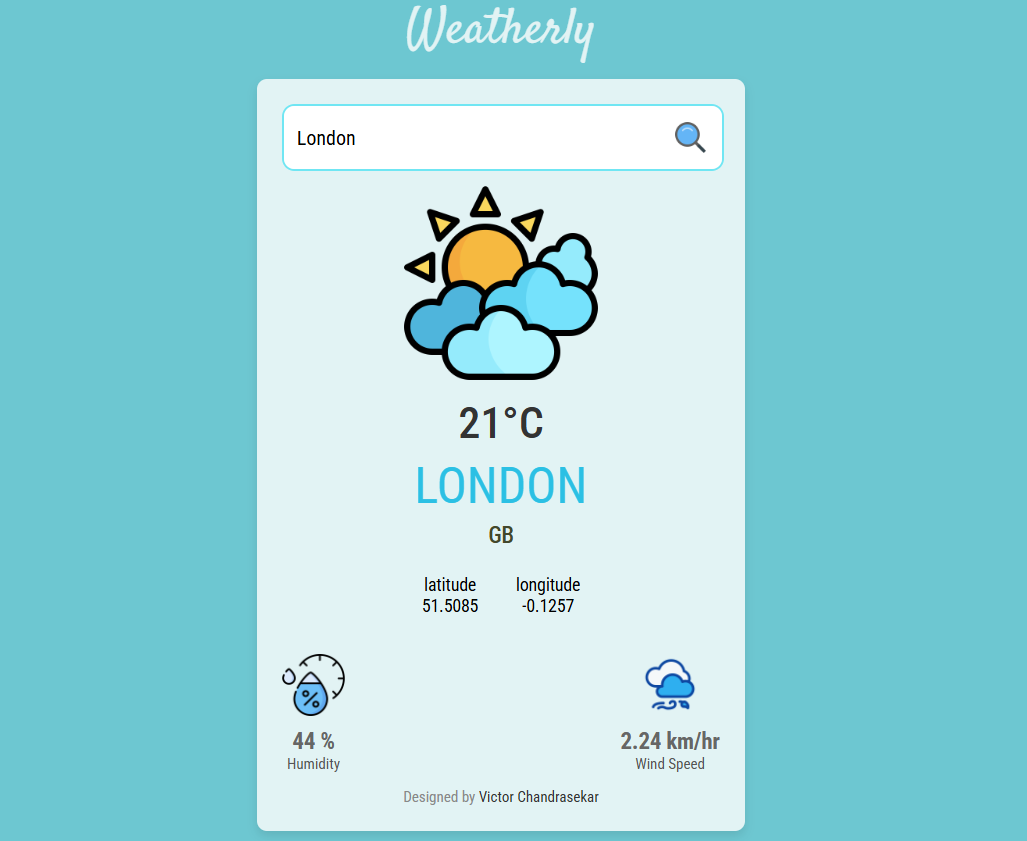 Weatherly
London
21°C
LONDON
GB
latitude longitude
51.5085 -0.1257
%
44 % 2.24 km/hr
Humidity Wind Speed
Designed by Victor Chandrasekar